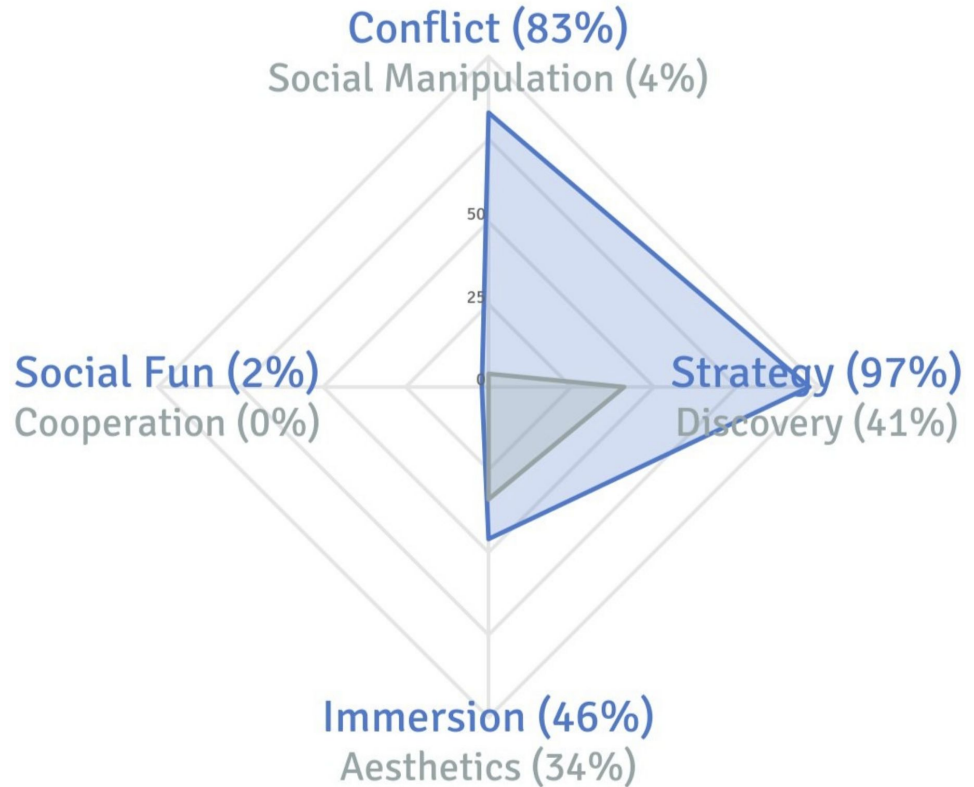 Conflict (83%)
Social Manipulation (4%)
50
25
0
Social Fun (2%)
Cooperation (0%)
Strategy (97%)
Discovery (41%)
Immersion (46%)
Aesthetics (34%)